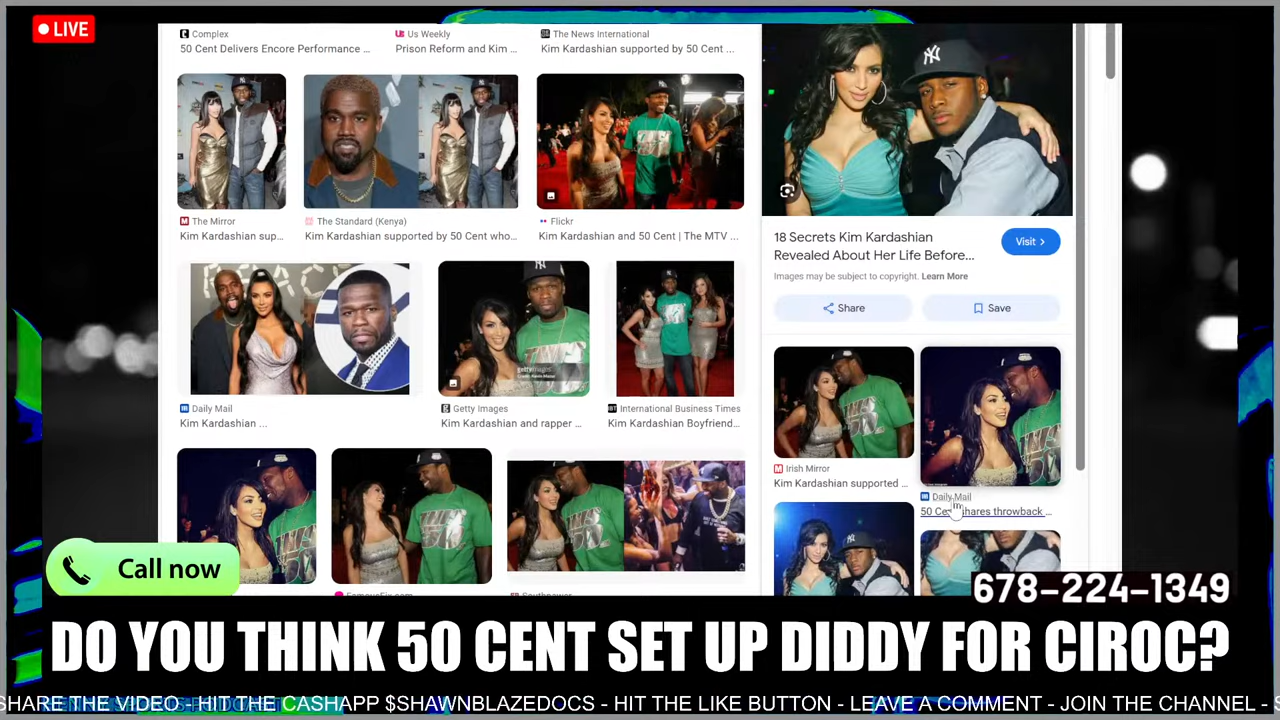 LIVE
Complex
50 Cent Delivers Encore Performance ...
Us Weekly
Prison Reform and Kim ...
The News International
Kim Kardashian supported by 50 Cent ...
The Mirror
Kim Kardashian sup...
The Standard (Kenya)
Kim Kardashian supported by 50 Cent who...
Flickr
Kim Kardashian and 50 Cent | The MTV ...
Daily Mail
Kim Kardashian ...
Getty Images
Kim Kardashian and rapper ...
International Business Times
Kim Kardashian Boyfriend...
18 Secrets Kim Kardashian
Revealed About Her Life Before...
Visit
Images may be subject to copyright. Learn More
Share
Save
Irish Mirror
Kim Kardashian supported ...
Daily Mail
50 Cent shares throwback ...
Call now
678-224-1349
DO YOU THINK 50 CENT SET UP DIDDY FOR CIROC?
SHARE THE VIDEO - HIT THE CASHAPP $SHAWNBLAZEDOCS - HIT THE LIKE BUTTON - LEAVE A COMMENT - JOIN THE CHANNEL - S